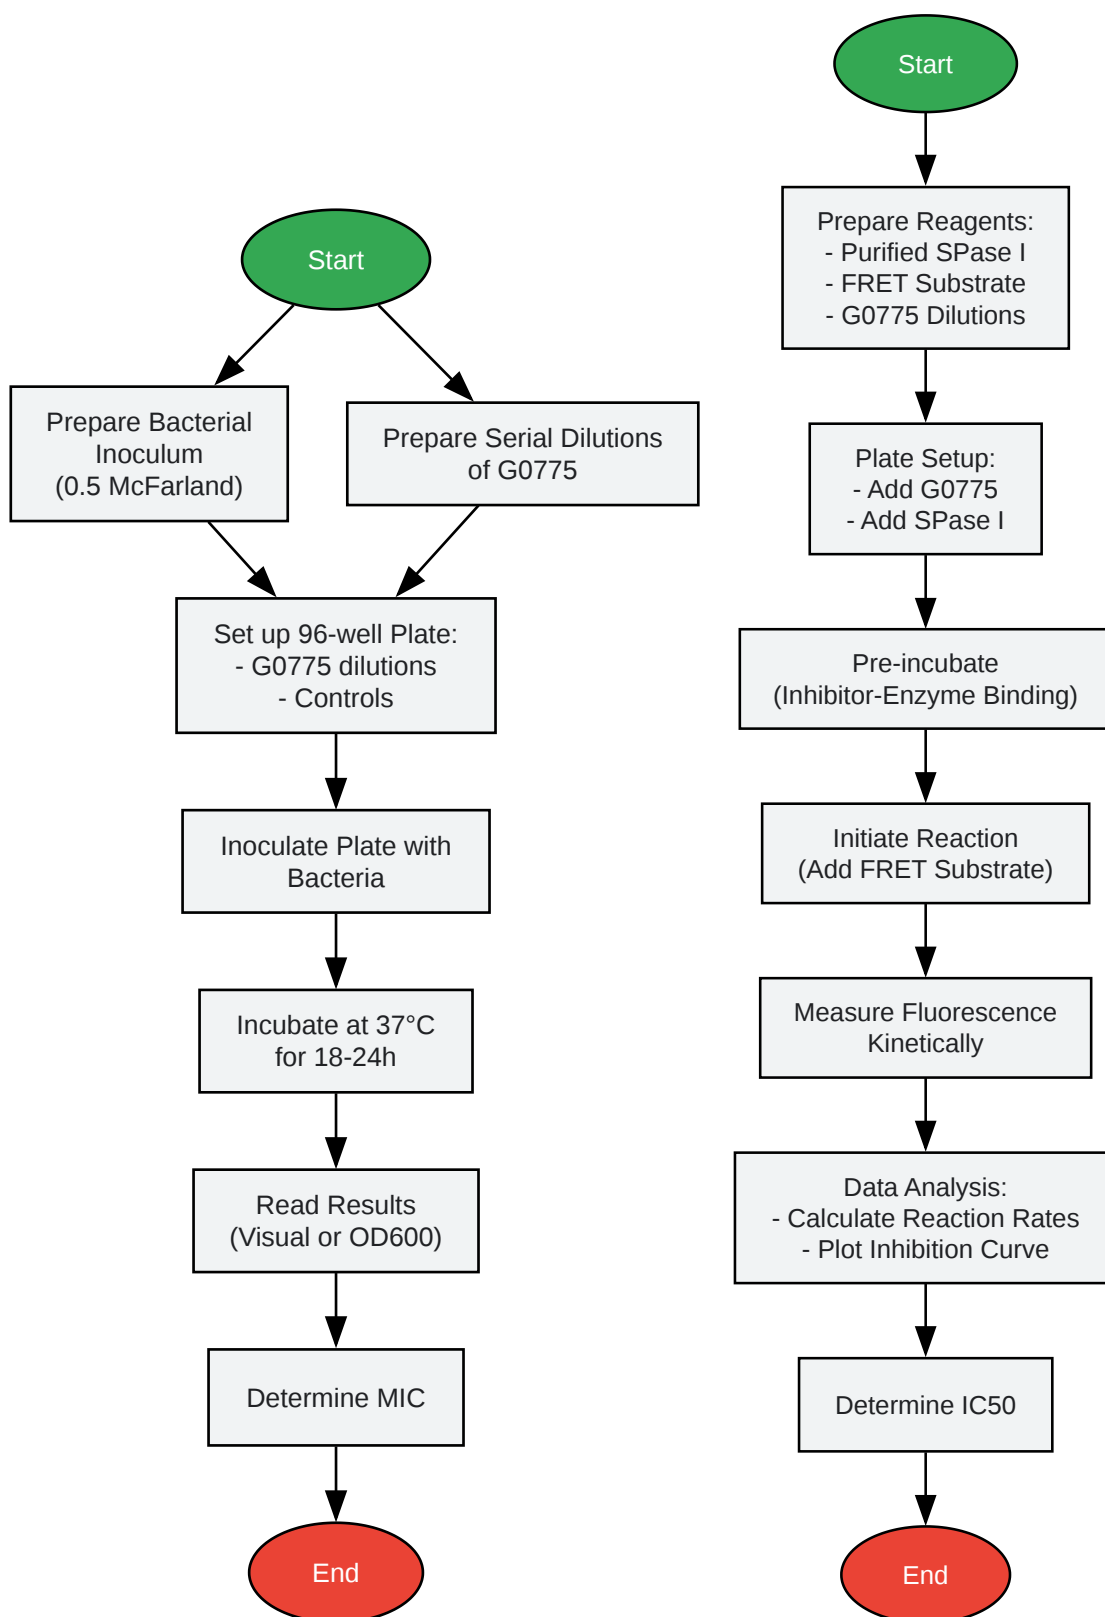 Start
Prepare Bacterial
Inoculum
(0.5 McFarland)
Prepare Serial Dilutions
of G0775
Set up 96-well Plate:
- G0775 dilutions
- Controls
Inoculate Plate with
Bacteria
Incubate at 37°C
for 18-24h
Read Results
(Visual or OD600)
Determine MIC
End
Start
Prepare Reagents:
- Purified SPase I
- FRET Substrate
- G0775 Dilutions
Plate Setup:
- Add G0775
- Add SPase I
Pre-incubate
(Inhibitor-Enzyme Binding)
Initiate Reaction
(Add FRET Substrate)
Measure Fluorescence
Kinetically
Data Analysis:
- Calculate Reaction Rates
- Plot Inhibition Curve
Determine IC50
End